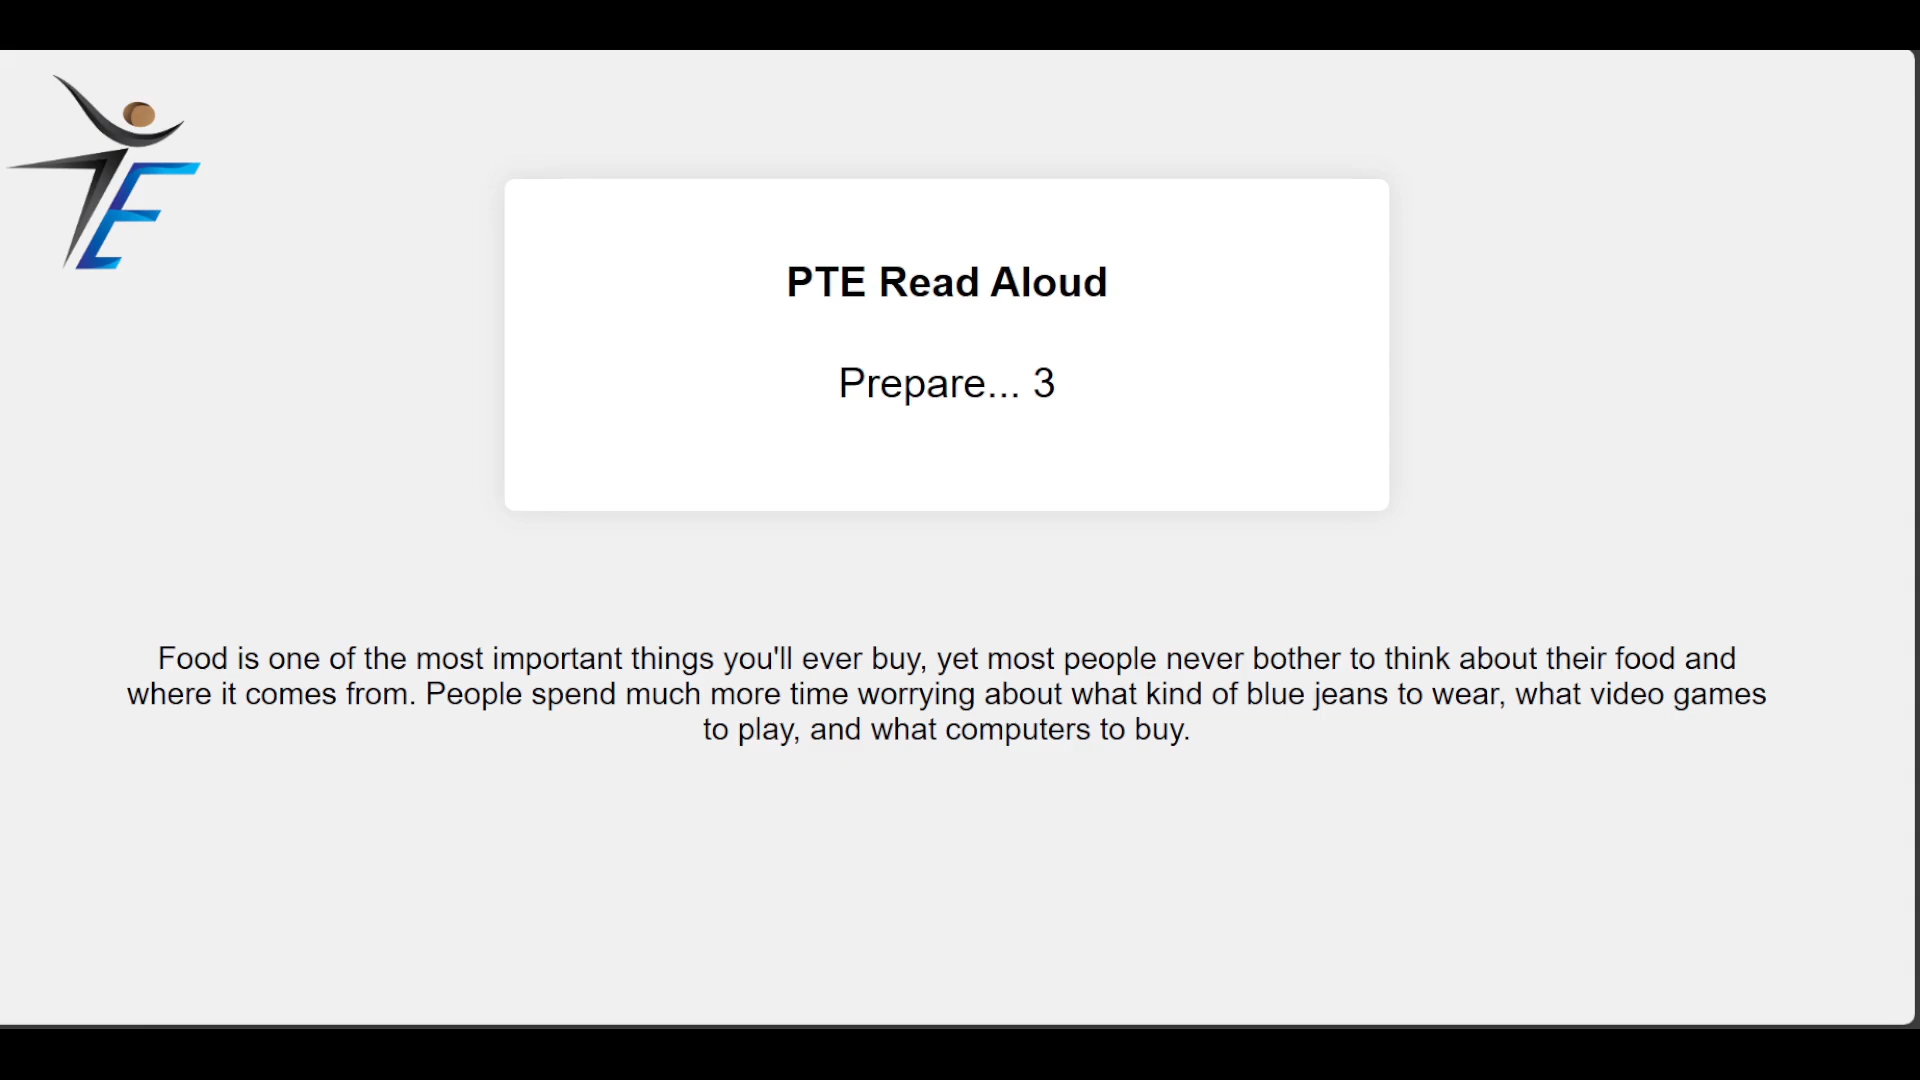 PTE Read Aloud
Prepare... 3
Food is one of the most important things you'll ever buy, yet most people never bother to think about their food and
where it comes from. People spend much more time worrying about what kind of blue jeans to wear, what video games
to play, and what computers to buy.